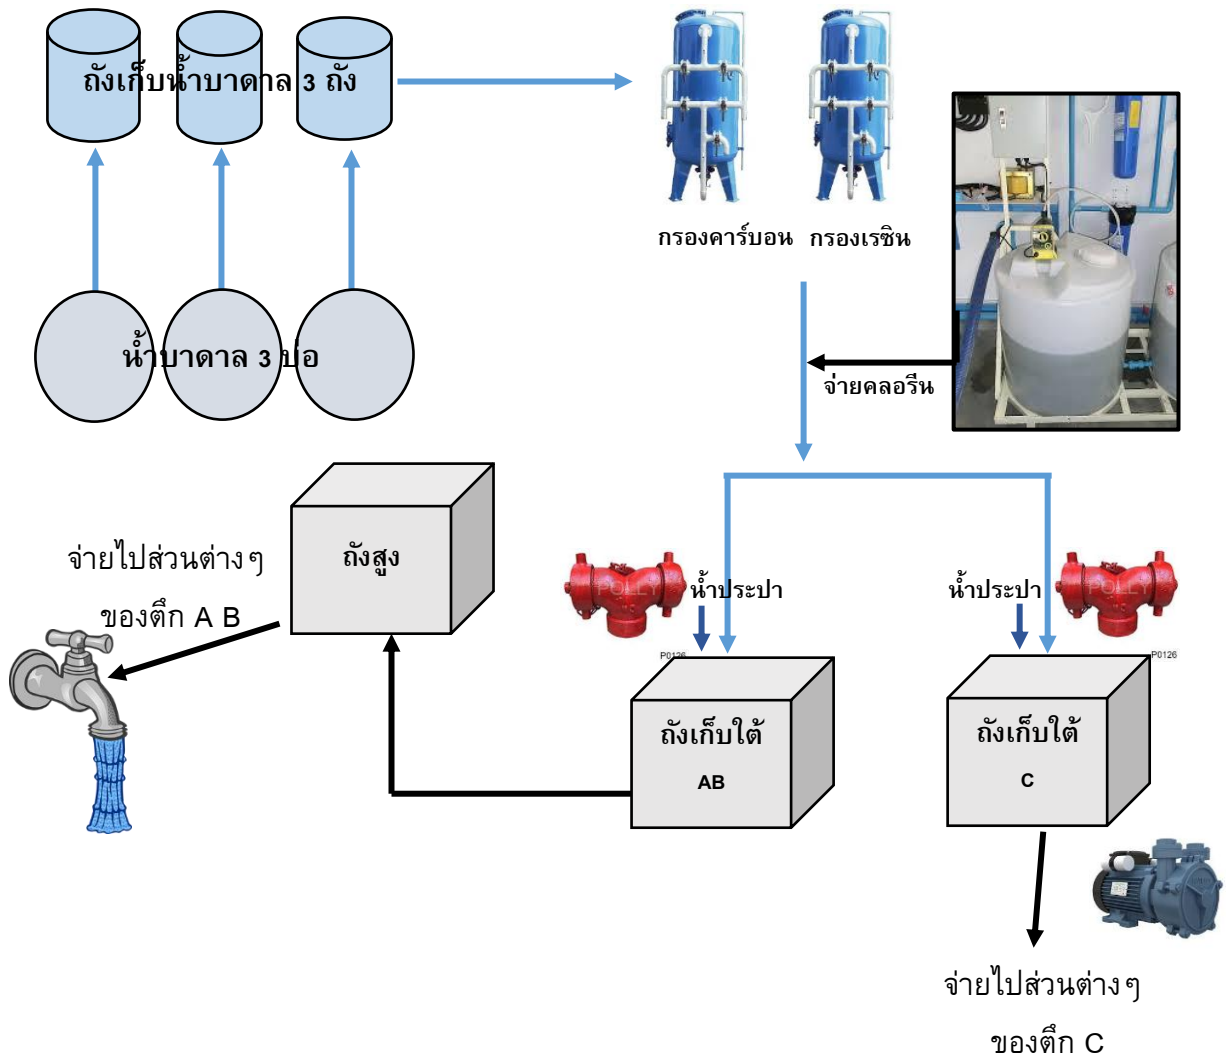 ถังเก็บน้ำบาดาล 3 ถัง
กรองคาร์บอน
กรองเรซิน
น้ำบาดาล 3 บ่อ
จ่ายคลอรีน
ถังสูง
จ่ายไปส่วนต่างๆ
ของตึก A B
POLLY
น้ำประปา
น้ำประปา
POLLY
P0126
P0126
ถังเก็บใต้
AB
ถังเก็บใต้
C
จ่ายไปส่วนต่างๆ
ของตึก C